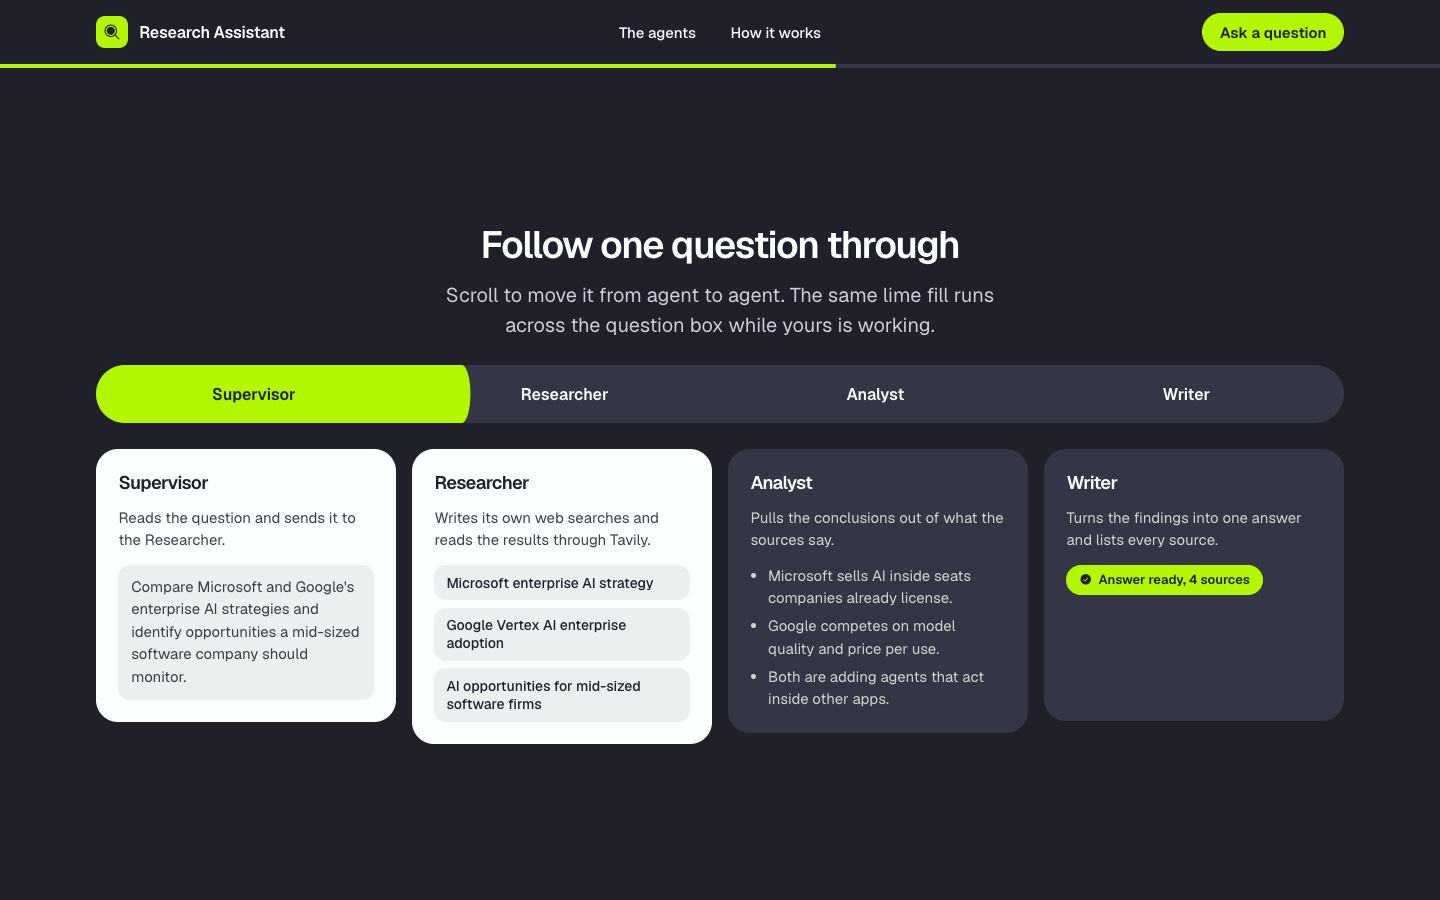 Research Assistant
The agents
How it works
Ask a question
Follow one question through
Scroll to move it from agent to agent. The same lime fill runs
across the question box while yours is working.
Supervisor
Researcher
Analyst
Writer
Supervisor
Reads the question and sends it to
the Researcher.
Compare Microsoft and Google's
enterprise AI strategies and
identify opportunities a mid-sized
software company should
monitor.
Researcher
Writes its own web searches and
reads the results through Tavily.
Microsoft enterprise AI strategy
Google Vertex AI enterprise
adoption
AI opportunities for mid-sized
software firms
Analyst
Pulls the conclusions out of what the
sources say.
• Microsoft sells AI inside seats
companies already license.
• Google competes on model
quality and price per use.
• Both are adding agents that act
inside other apps.
Writer
Turns the findings into one answer
and lists every source.
Answer ready, 4 sources